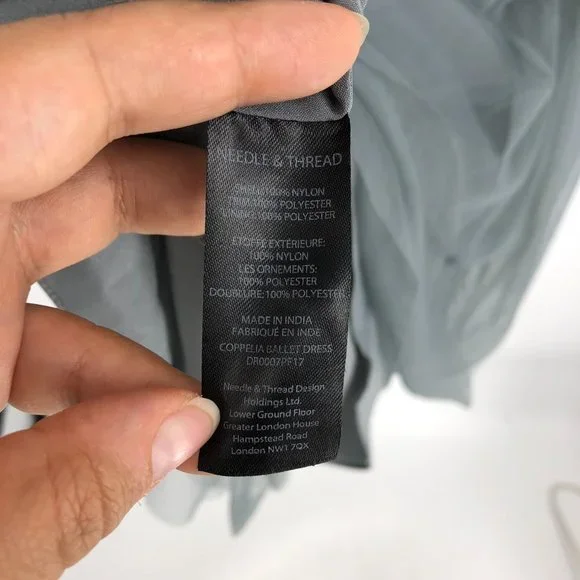 NEEDLE & THREAD
SHELL:100% NYLON
TRIM:100% POLYESTER
LINING:100% POLYESTER
ETOFFE EXTÉRIEURE:
100% NYLON
LES ORNEMENTS:
100% POLYESTER
DOUBLURE:100% POLYESTER
MADE IN INDIA
FABRIQUÉ EN INDE
COPPELIA BALLET DRESS
DR0007PF17
Needle & Thread Design
Holdings Ltd.
Lower Ground Floor
Greater London House
Hampstead Road
London NW1 7QX